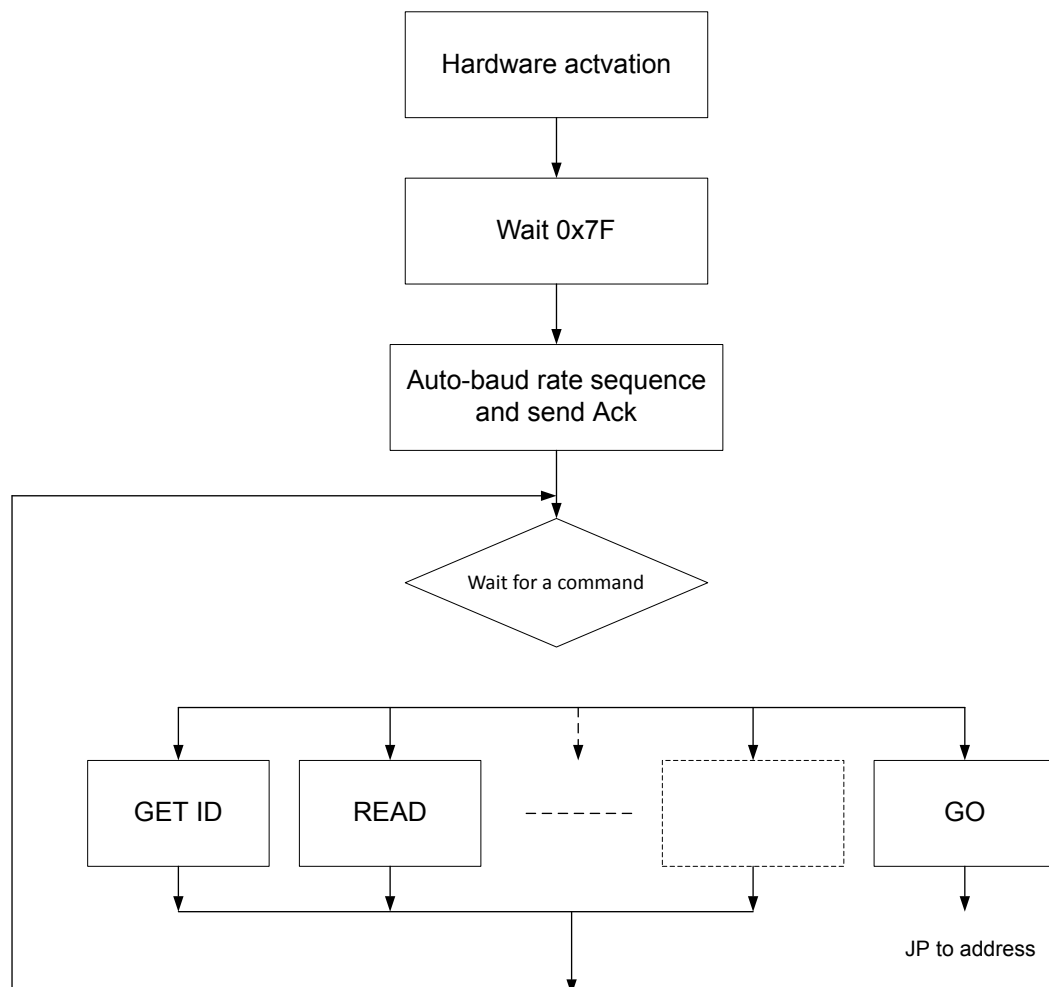 Hardware actvation
Wait 0x7F
Auto-baud rate sequence
and send Ack
Wait for a command
GET ID
READ
GO
JP to address